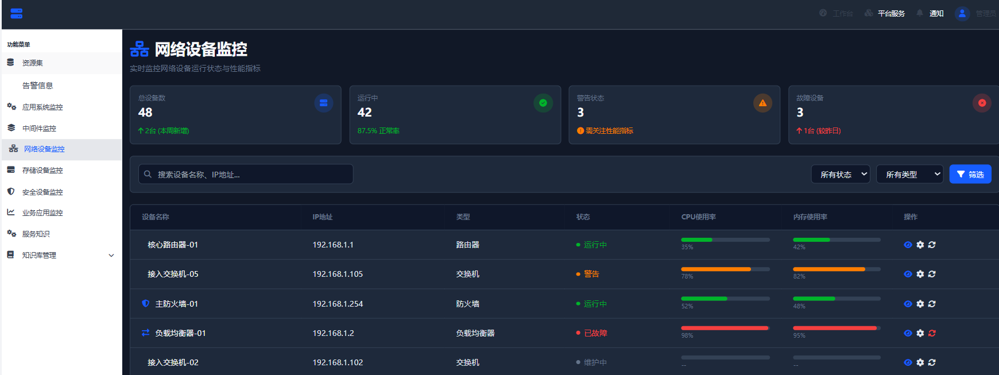 工作台 平台服务 通知 管理员
功能菜单
资源集
告警信息
应用系统监控
中间件监控
网络设备监控
存储设备监控
安全设备监控
业务应用监控
服务知识
知识库管理
网络设备监控
实时监控网络设备运行状态与性能指标
总设备数
48
2台 (本周新增)
运行中
42
87.5% 正常率
警告状态
3
需关注性能指标
故障设备
3
1台 (较昨日)
搜索设备名称、IP地址... 所有状态 所有类型 筛选
设备名称 IP地址 类型 状态 CPU使用率 内存使用率 操作
核心路由器-01 192.168.1.1 路由器 运行中 35% 42%
接入交换机-05 192.168.1.105 交换机 警告 78% 82%
主防火墙-01 192.168.1.254 防火墙 运行中 52% 48%
负载均衡器-01 192.168.1.2 负载均衡器 已故障 98% 95%
接入交换机-02 192.168.1.102 交换机 维护中 -- --